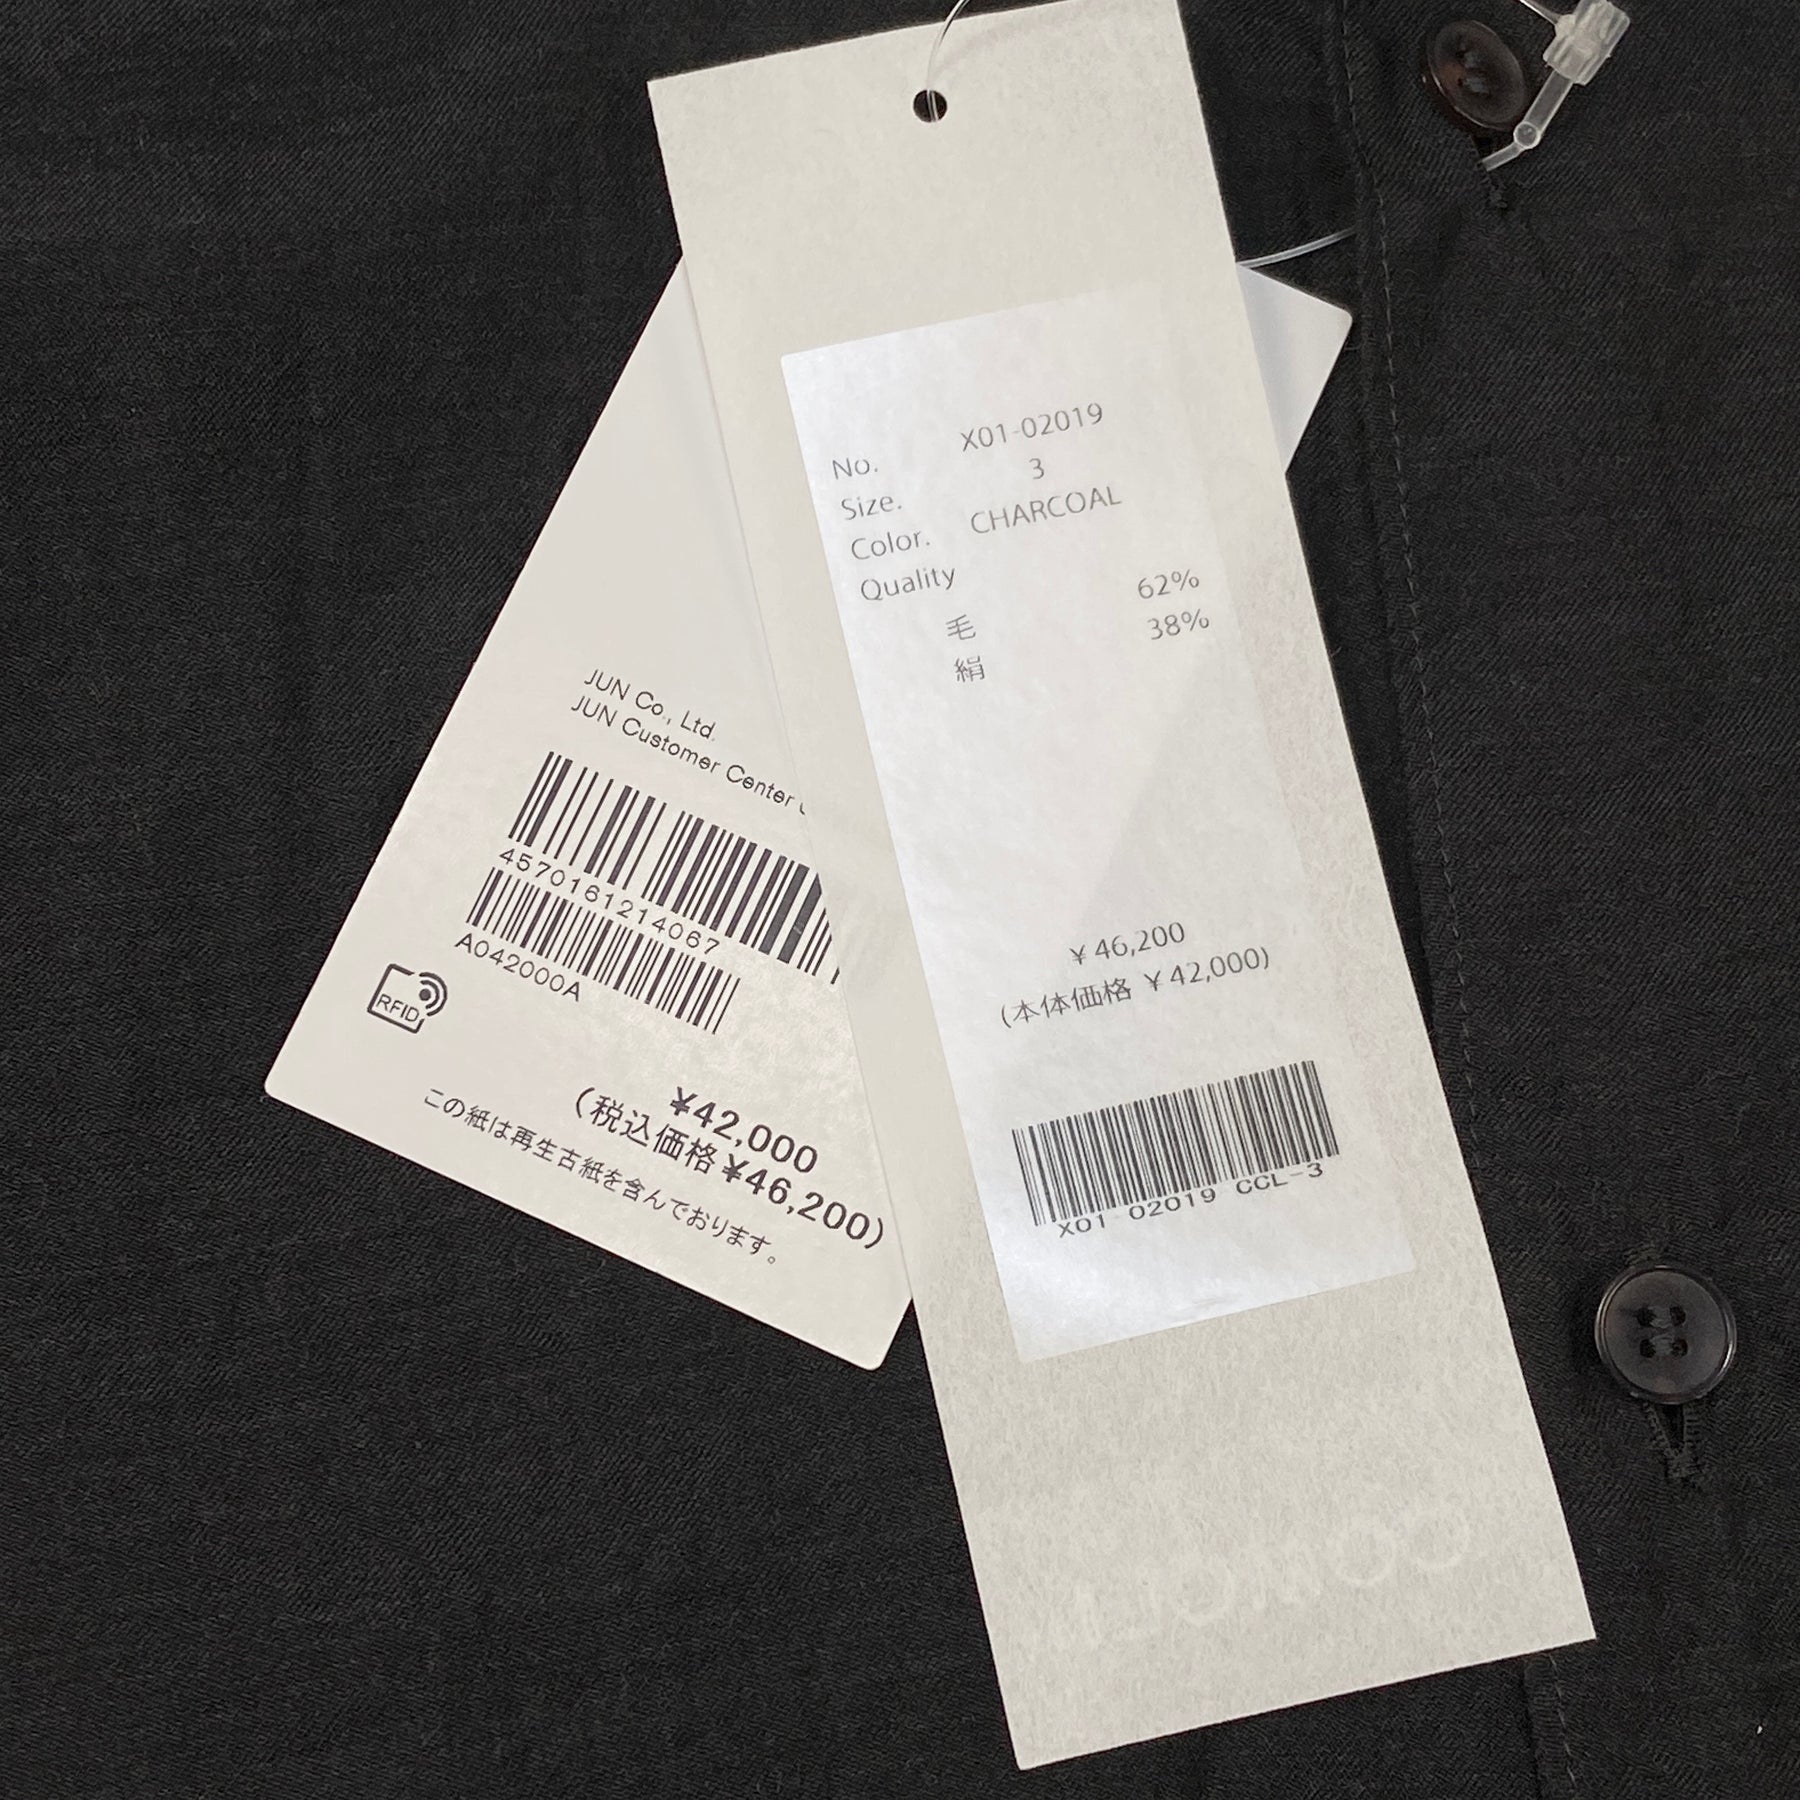 No. X01-02019
Size. 3
Color. CHARCOAL
Quality
毛 62%
絹 38%
¥46,200
(本体価格 ¥42,000)
X01-02019 CCL-3
JUN Co., Ltd.
JUN Customer Center
4570161214067
A042000A
RFID
¥42,000
(税込価格¥46,200)
この紙は再生古紙を含んでおります。